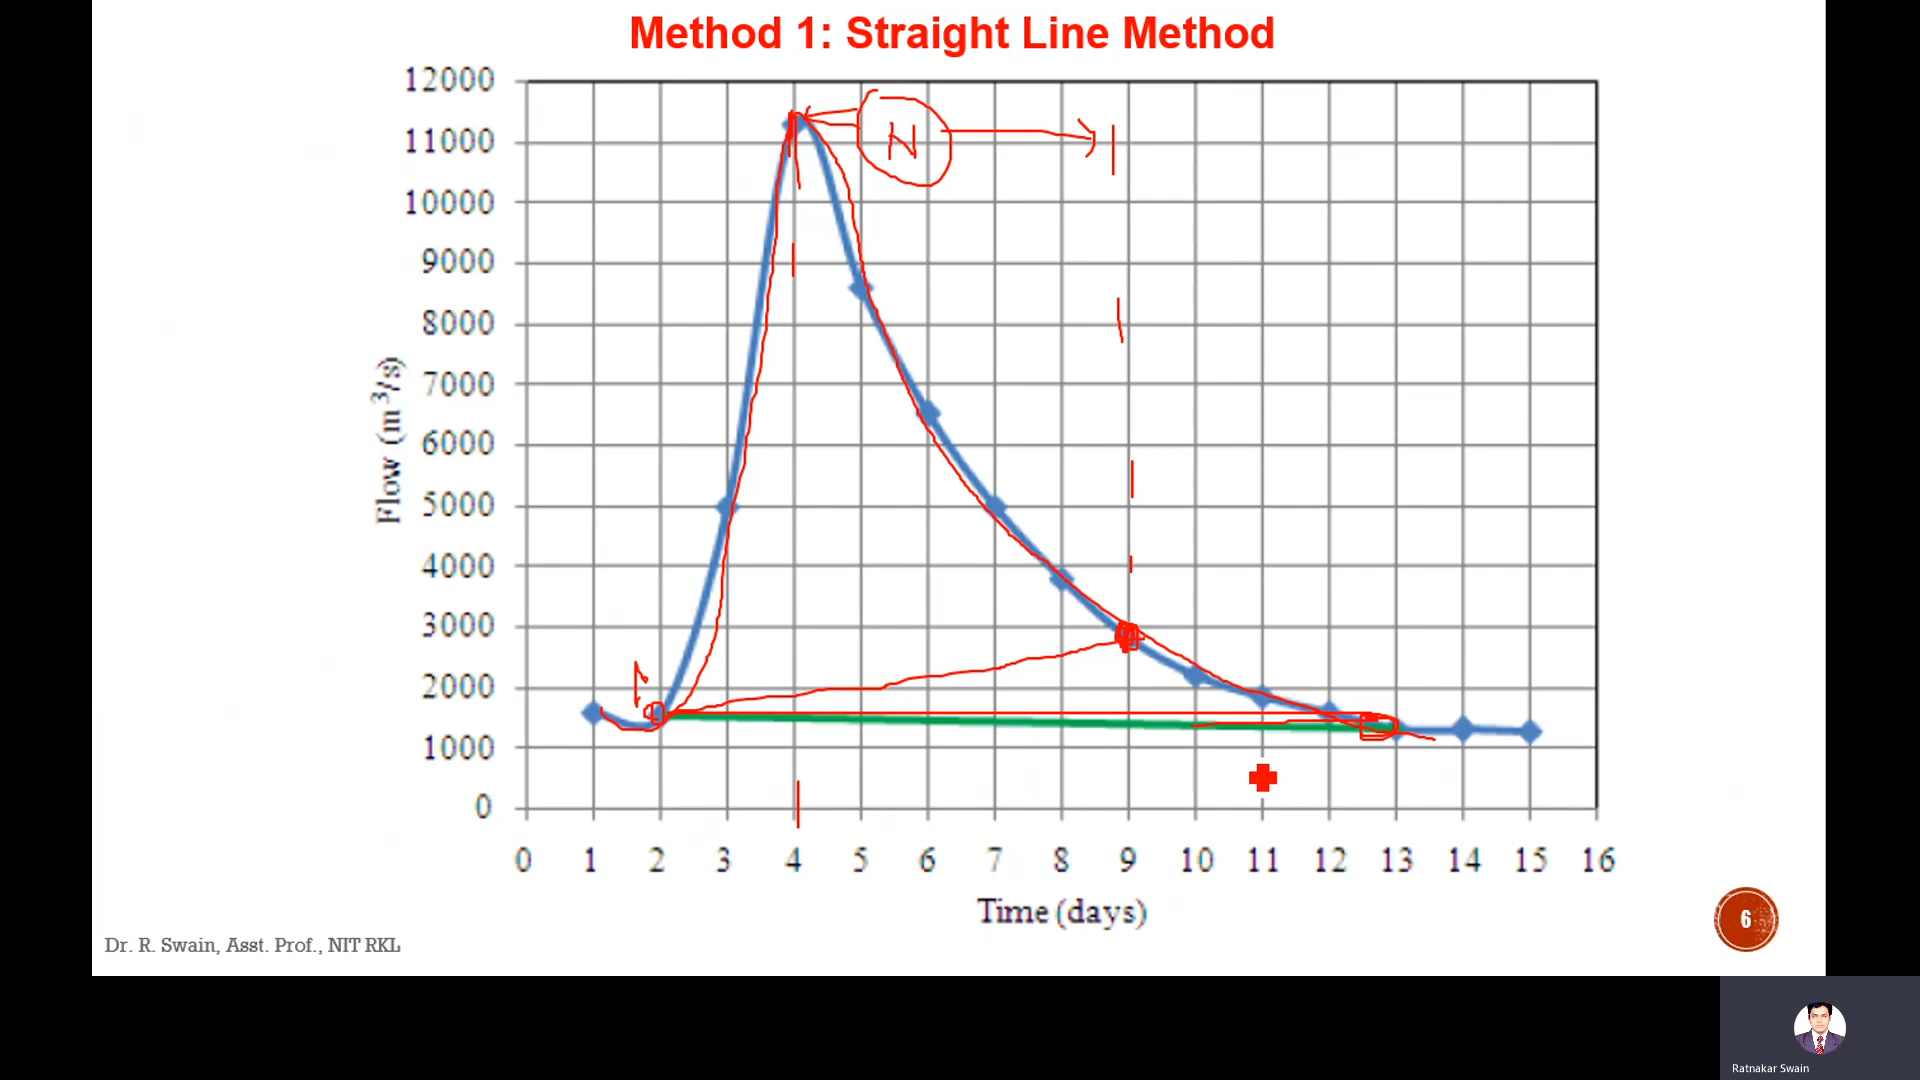 Method 1: Straight Line Method
12000
11000
10000
9000
8000
7000
6000
5000
4000
3000
2000
1000
0
Flow (m³/s)
N
0 1 2 3 4 5 6 7 8 9 10 11 12 13 14 15 16
Time (days)
6
Dr. R. Swain, Asst. Prof., NIT RKL
Ratnakar Swain